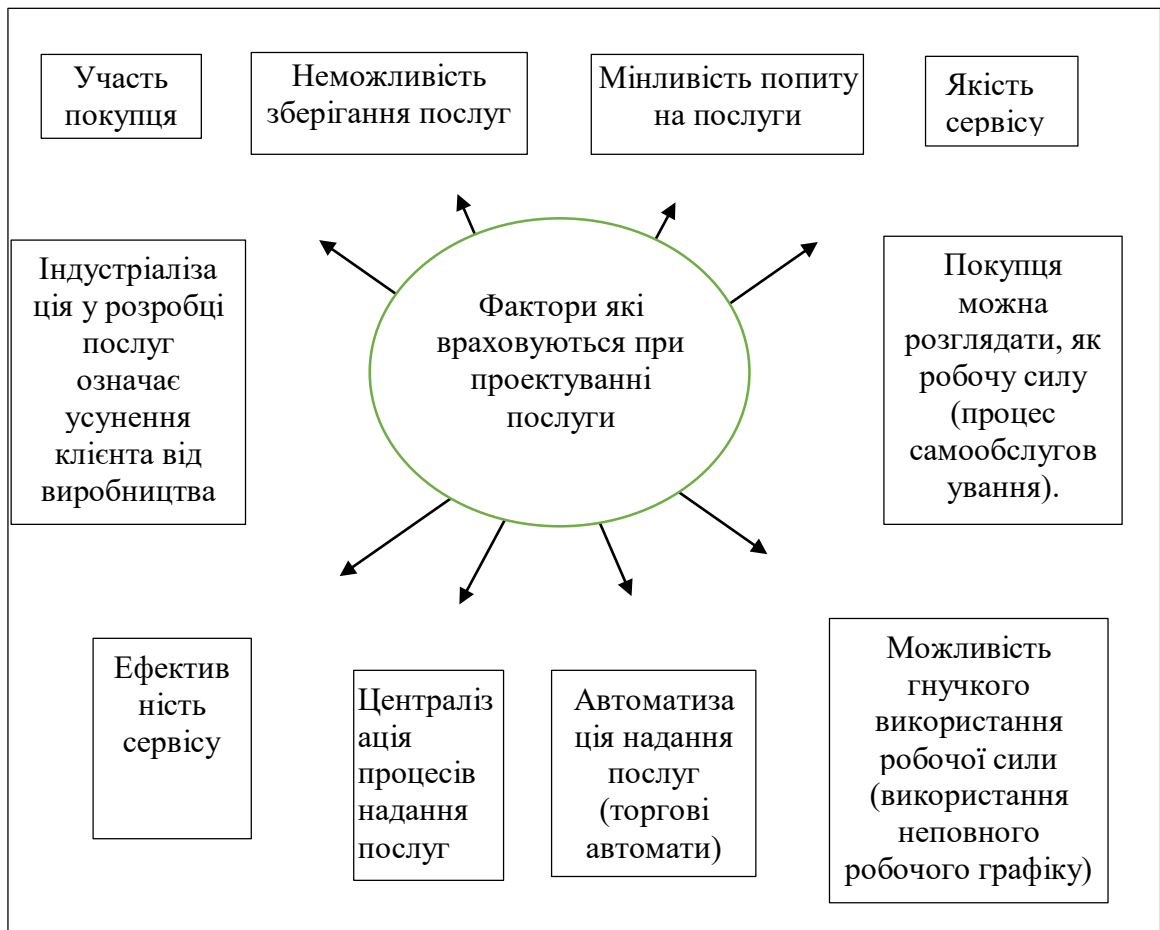 Участь
покупця
Неможливість
зберігання послуг
Мінливість попиту
на послуги
Якість
сервісу
Індустріаліза
ція у розробці
послуг
означає
усунення
клієнта від
виробництва
Фактори які
враховуються при
проектуванні
послуги
Покупця
можна
розглядати, як
робочу силу
(процес
самообслугов
ування).
Ефектив
ність
сервісу
Централіз
ація
процесів
надання
послуг
Автоматиза
ція надання
послуг
(торгові
автомати)
Можливість
гнучкого
використання
робочої сили
(використання
неповного
робочого графіку)